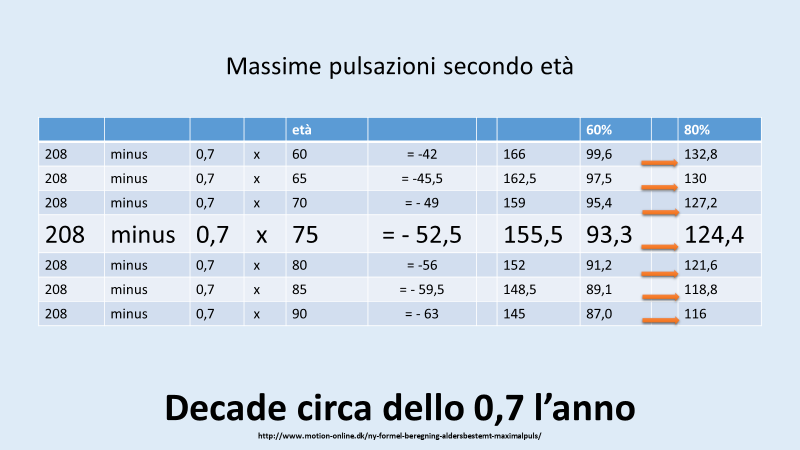 Massime pulsazioni secondo età
età 60% 80%
208 minus 0,7 x 60 = -42 166 99,6 132,8
208 minus 0,7 x 65 = -45,5 162,5 97,5 130
208 minus 0,7 x 70 = - 49 159 95,4 127,2
208 minus 0,7 x 75 = - 52,5 155,5 93,3 124,4
208 minus 0,7 x 80 = -56 152 91,2 121,6
208 minus 0,7 x 85 = - 59,5 148,5 89,1 118,8
208 minus 0,7 x 90 = - 63 145 87,0 116
Decade circa dello 0,7 l’anno
http://www.motion-online.dk/ny-formel-beregning-aldersbestemt-maximalpuls/